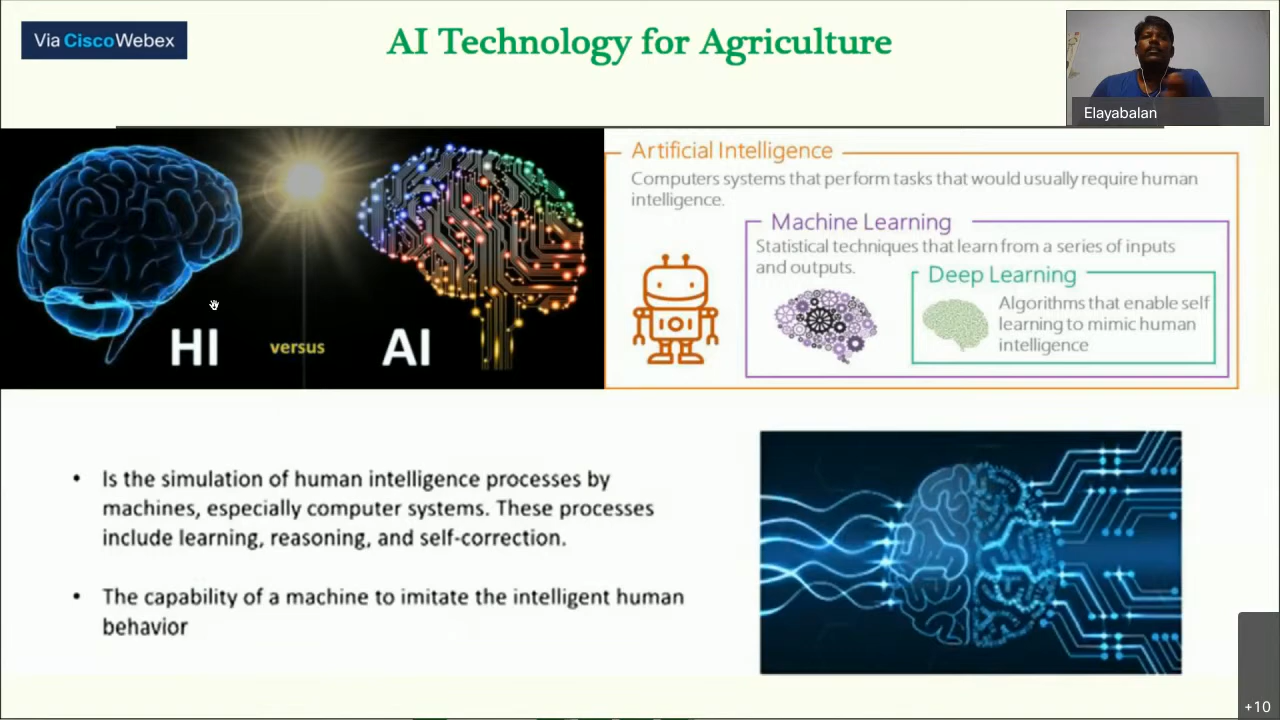 Via Cisco Webex
AI Technology for Agriculture
Elayabalan
HI versus AI
Artificial Intelligence
Computers systems that perform tasks that would usually require human
intelligence.
Machine Learning
Statistical techniques that learn from a series of inputs
and outputs.
Deep Learning
Algorithms that enable self
learning to mimic human
intelligence
• Is the simulation of human intelligence processes by
machines, especially computer systems. These processes
include learning, reasoning, and self-correction.
• The capability of a machine to imitate the intelligent human
behavior
+10